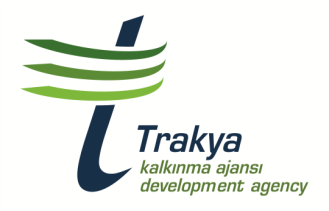 Trakya
kalkınma ajansı
development agency